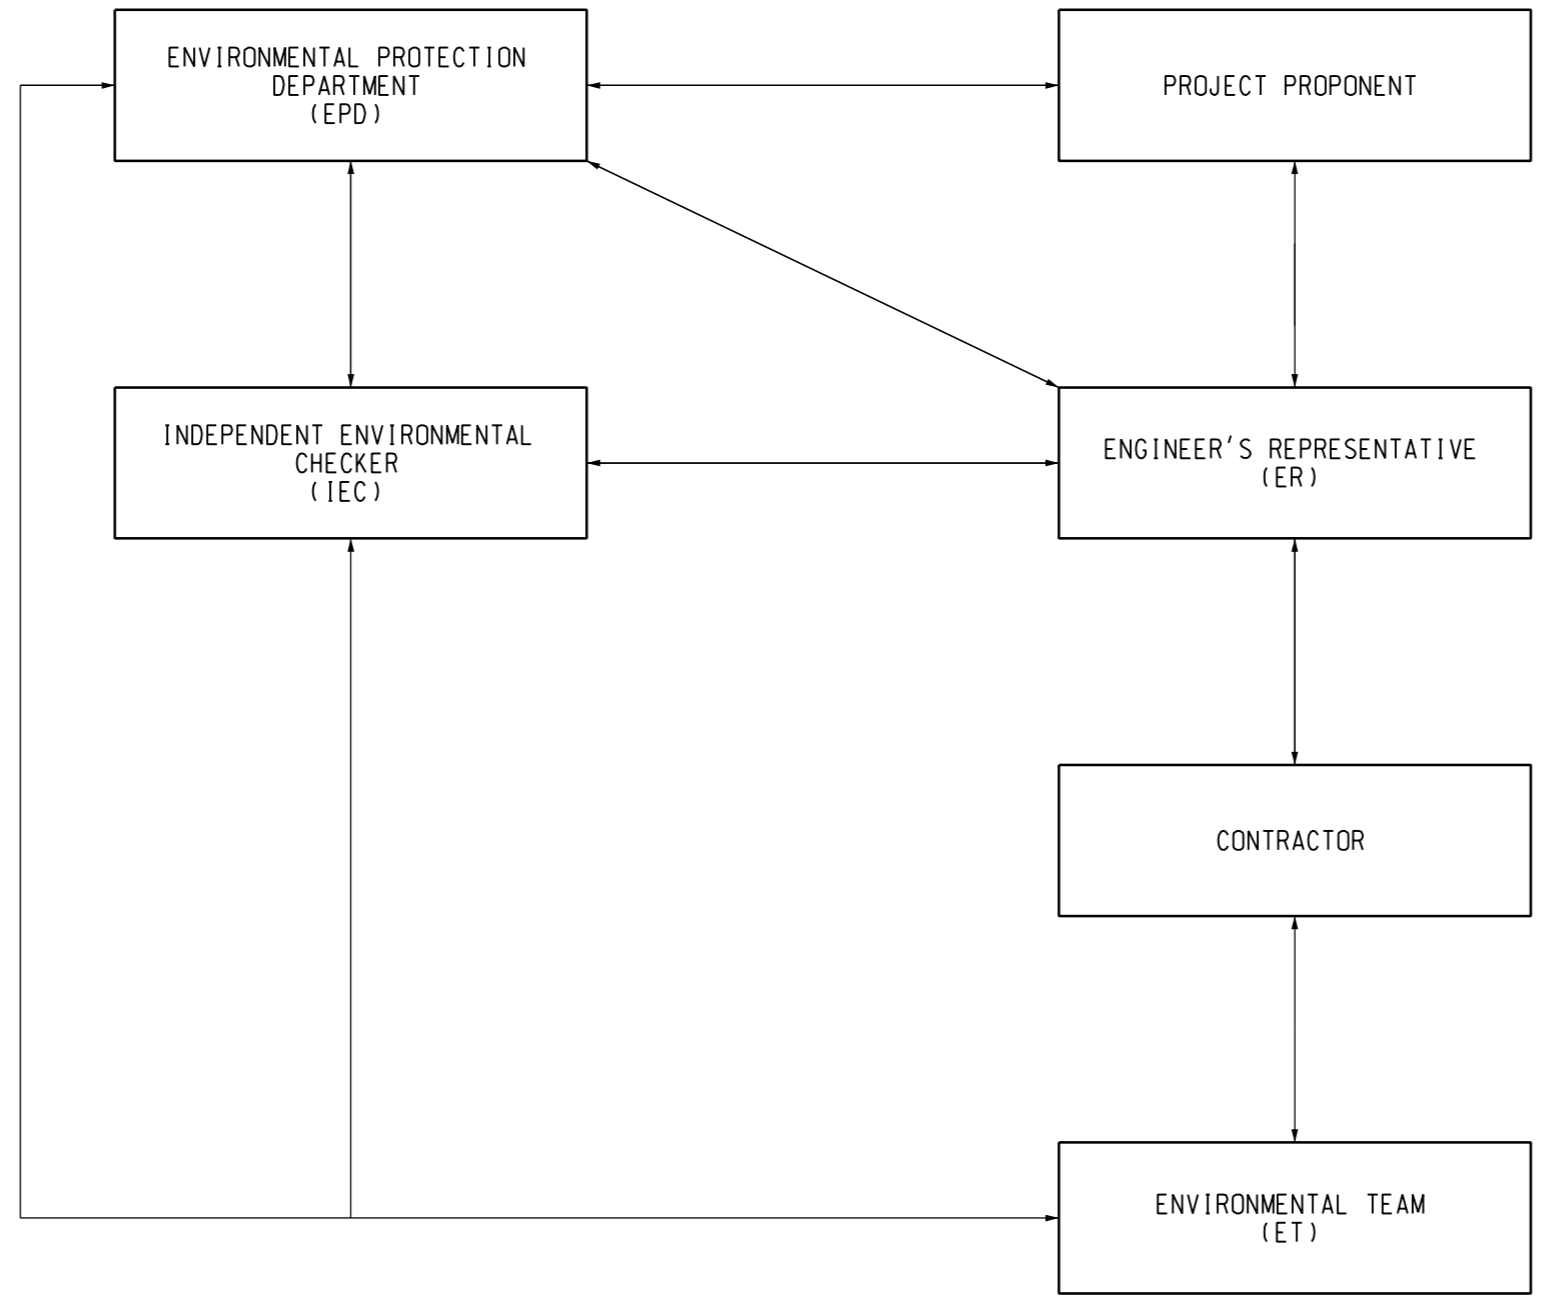 ENVIRONMENTAL PROTECTION
DEPARTMENT
(EPD)
PROJECT PROPONENT
INDEPENDENT ENVIRONMENTAL
CHECKER
(IEC)
ENGINEER'S REPRESENTATIVE
(ER)
CONTRACTOR
ENVIRONMENTAL TEAM
(ET)